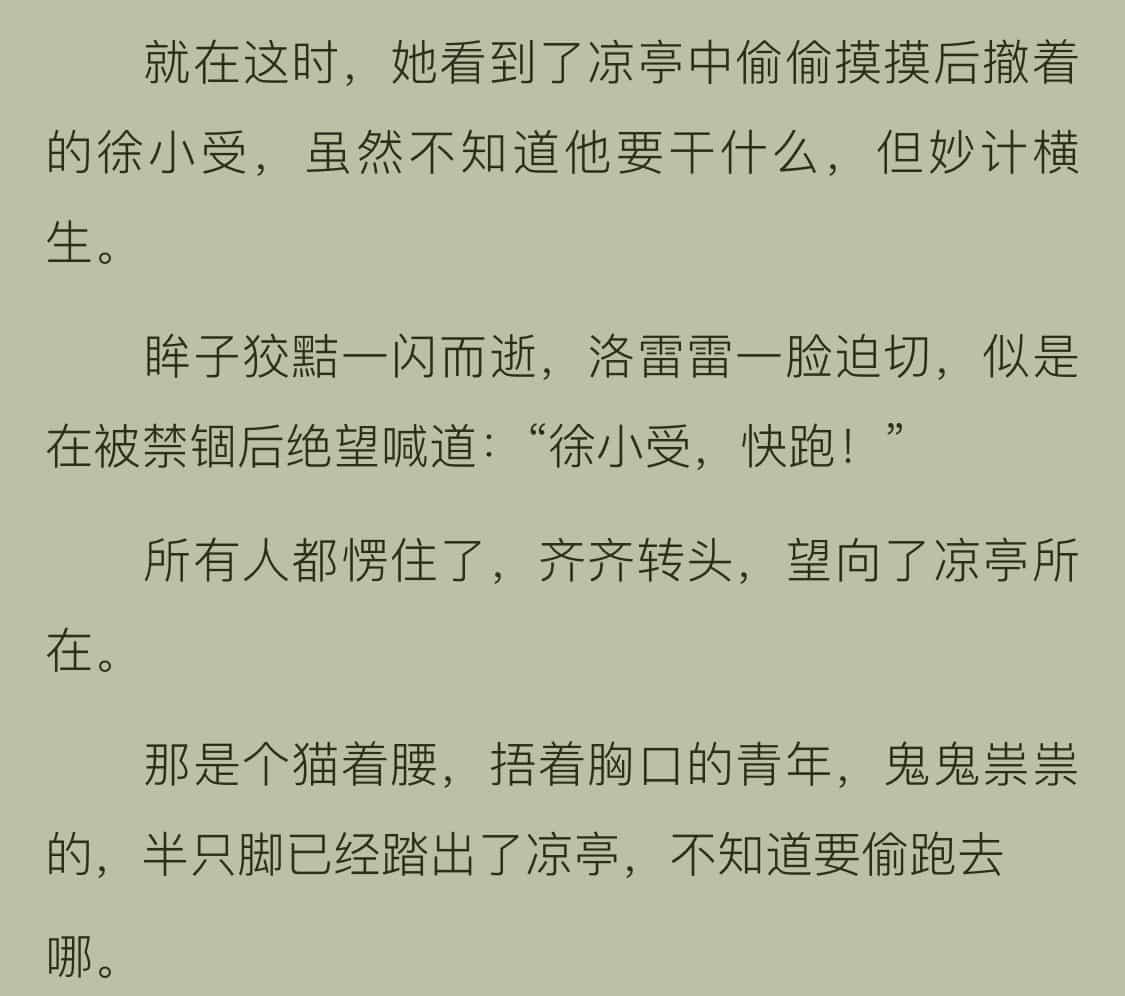 就在这时，她看到了凉亭中偷偷摸摸后撤着
的徐小受，虽然不知道他要干什么，但妙计横
生。
眸子狡黠一闪而逝，洛雷雷一脸迫切，似是
在被禁锢后绝望喊道：“徐小受，快跑！”
所有人都愣住了，齐齐转头，望向了凉亭所
在。
那是个猫着腰，捂着胸口的青年，鬼鬼祟祟
的，半只脚已经踏出了凉亭，不知道要偷跑去
哪。